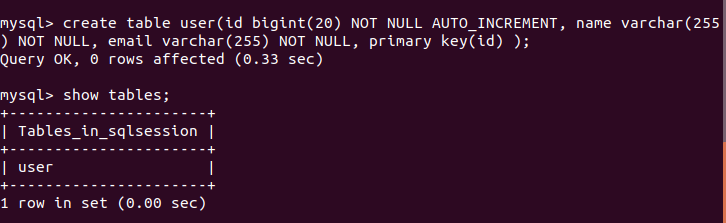 mysql> create table user(id bigint(20) NOT NULL AUTO_INCREMENT, name varchar(255
) NOT NULL, email varchar(255) NOT NULL, primary key(id) );
Query OK, 0 rows affected (0.33 sec)

mysql> show tables;
+----------------------+
| Tables_in_sqlsession |
+----------------------+
| user                 |
+----------------------+
1 row in set (0.00 sec)